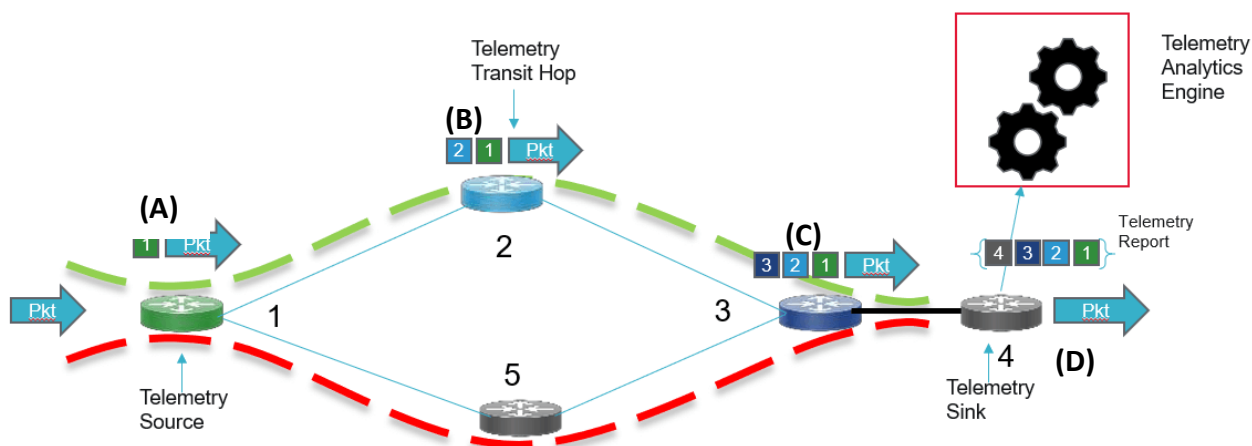 Telemetry
Transit Hop
Telemetry
Analytics
Engine
(B)
2 1 Pkt
(A)
1 Pkt
2
(C)
3 2 1 Pkt
4 3 2 1
Telemetry
Report
Pkt
1
3
Pkt
4
(D)
5
Telemetry
Source
Telemetry
Sink